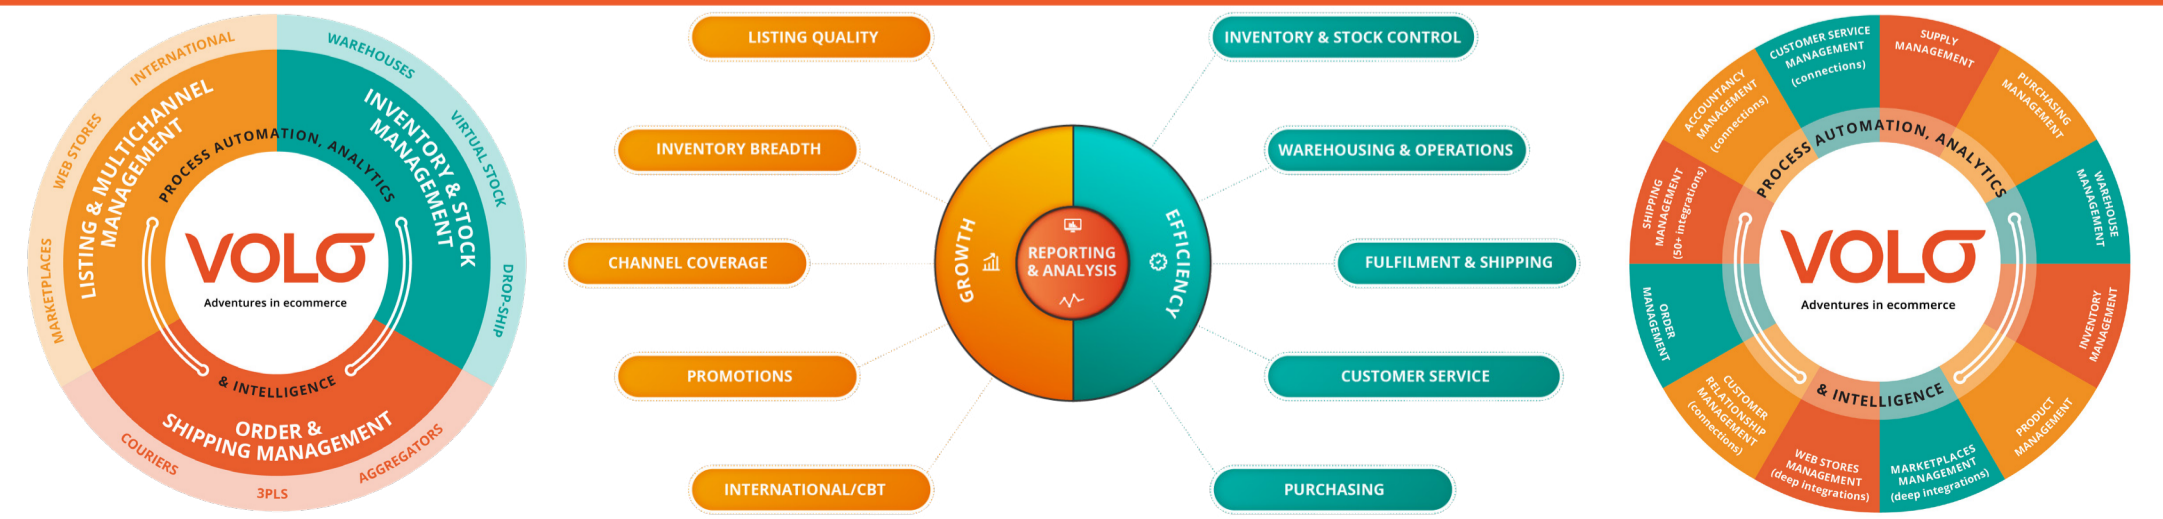 INTERNATIONAL
WEB STORES
MARKETPLACES
WAREHOUSES
VIRTUAL STOCK
DROP-SHIP
COURIERS
3PLS
AGGREGATORS
LISTING & MULTICHANNEL
MANAGEMENT
INVENTORY & STOCK
MANAGEMENT
ORDER &
SHIPPING MANAGEMENT
PROCESS AUTOMATION, ANALYTICS
& INTELLIGENCE
VOLO
Adventures in ecommerce
LISTING QUALITY
INVENTORY BREADTH
CHANNEL COVERAGE
PROMOTIONS
INTERNATIONAL/CBT
GROWTH
REPORTING
& ANALYSIS
EFFICIENCY
INVENTORY & STOCK CONTROL
WAREHOUSING & OPERATIONS
FULFILMENT & SHIPPING
CUSTOMER SERVICE
PURCHASING
CUSTOMER SERVICE
MANAGEMENT
(connections)
SUPPLY
MANAGEMENT
PURCHASING
MANAGEMENT
WAREHOUSE
MANAGEMENT
INVENTORY
MANAGEMENT
PRODUCT
MANAGEMENT
MARKETPLACES
MANAGEMENT
(deep integrations)
WEB STORES
MANAGEMENT
(deep integrations)
CUSTOMER
RELATIONSHIP
MANAGEMENT
(connections)
ORDER
MANAGEMENT
SHIPPING
MANAGEMENT
(50+ integrations)
ACCOUNTANCY
MANAGEMENT
(connections)
PROCESS AUTOMATION, ANALYTICS
& INTELLIGENCE
VOLO
Adventures in ecommerce